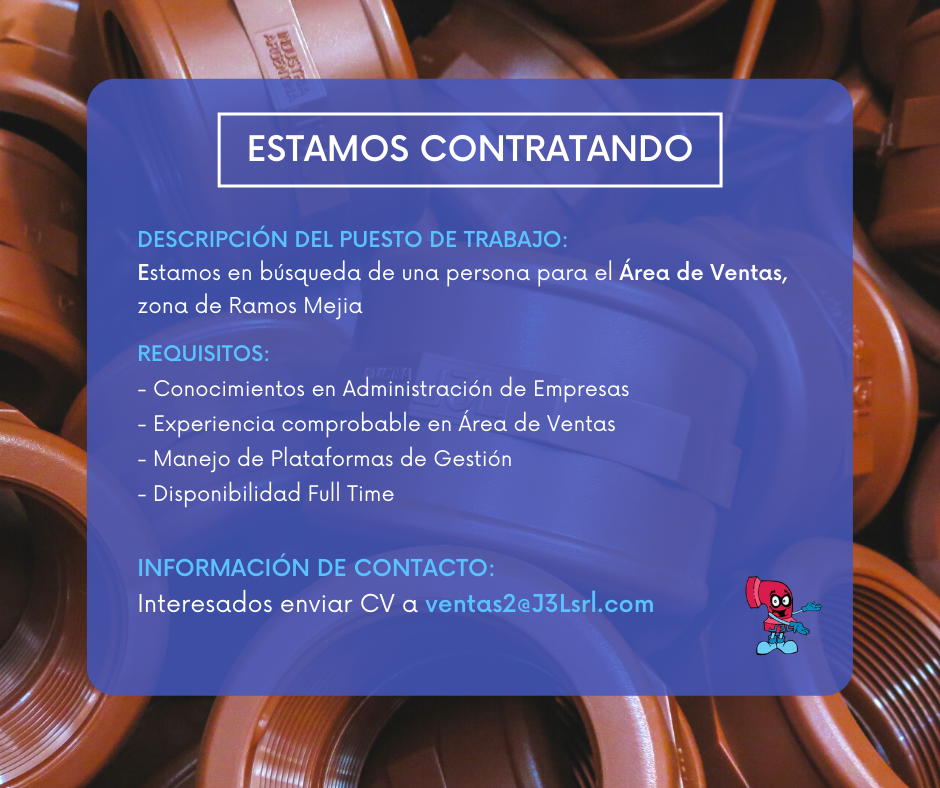 INDUSTRIA
ARGENTINA
ESTAMOS CONTRATANDO
DESCRIPCIÓN DEL PUESTO DE TRABAJO:
Estamos en búsqueda de una persona para el Área de Ventas,
zona de Ramos Mejia
REQUISITOS:
- Conocimientos en Administración de Empresas
- Experiencia comprobable en Área de Ventas
- Manejo de Plataformas de Gestión
- Disponibilidad Full Time
INFORMACIÓN DE CONTACTO:
Interesados enviar CV a ventas2@J3Lsrl.com